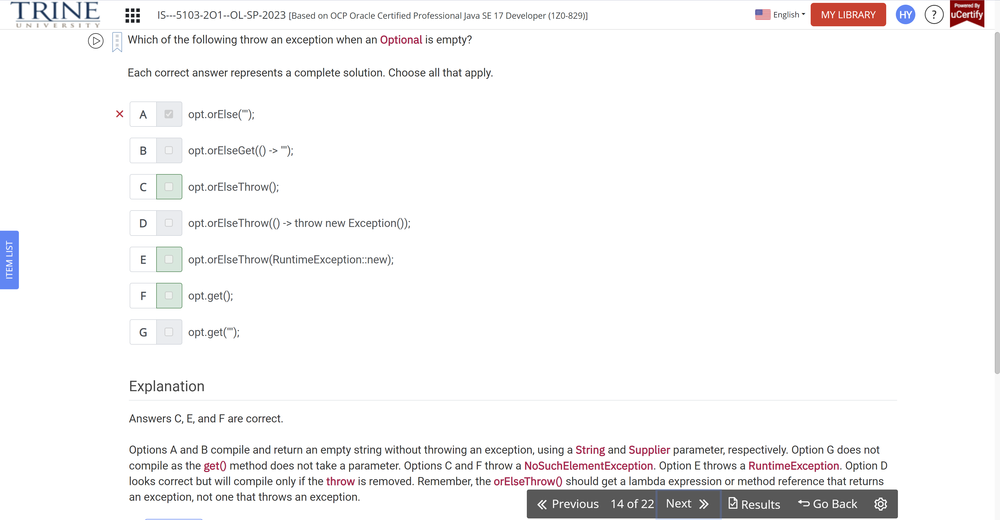 TRINE
UNIVERSITY
IS---5103-2O1--OL-SP-2023 [Based on OCP Oracle Certified Professional Java SE 17 Developer (1Z0-829)]
English
MY LIBRARY
HY
?
Powered By
uCertify
Which of the following throw an exception when an Optional is empty?
Each correct answer represents a complete solution. Choose all that apply.
A opt.orElse("");
B opt.orElseGet(() -> "");
C opt.orElseThrow();
D opt.orElseThrow(() -> throw new Exception());
E opt.orElseThrow(RuntimeException::new);
F opt.get();
G opt.get("");
ITEM LIST
Explanation
Answers C, E, and F are correct.
Options A and B compile and return an empty string without throwing an exception, using a String and Supplier parameter, respectively. Option G does not
compile as the get() method does not take a parameter. Options C and F throw a NoSuchElementException. Option E throws a RuntimeException. Option D
looks correct but will compile only if the throw is removed. Remember, the orElseThrow() should get a lambda expression or method reference that returns
an exception, not one that throws an exception.
Previous 14 of 22 Next Results Go Back